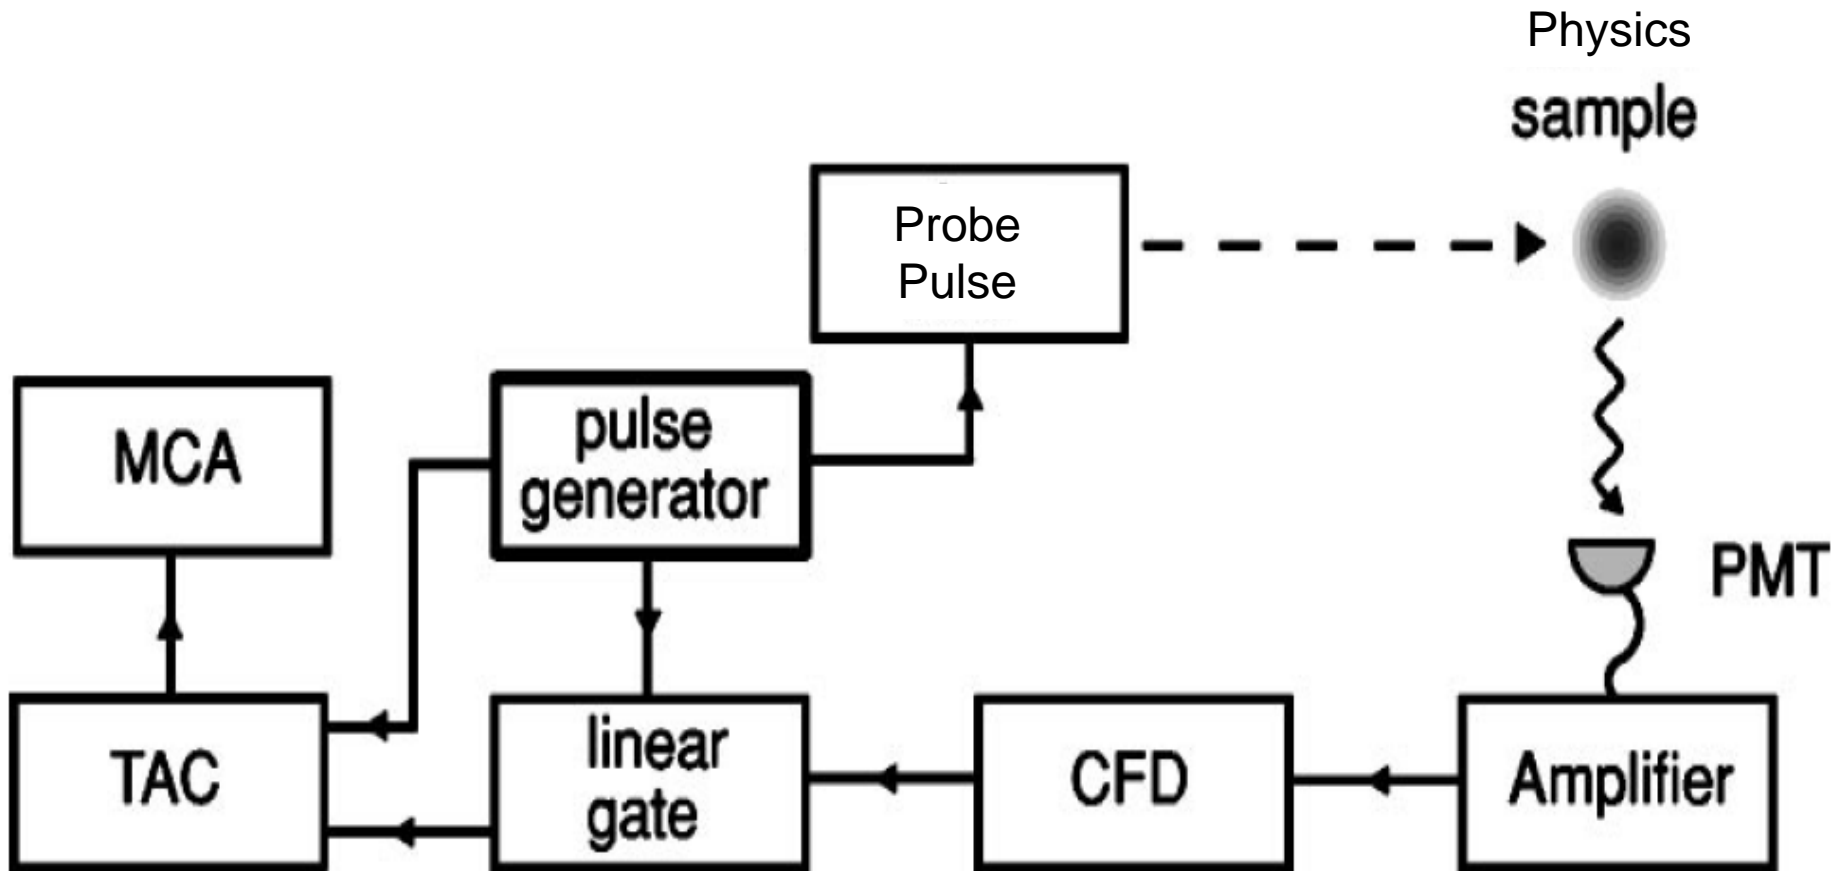 Physics
sample
Probe
Pulse
MCA
pulse
generator
PMT
TAC
linear
gate
CFD
Amplifier